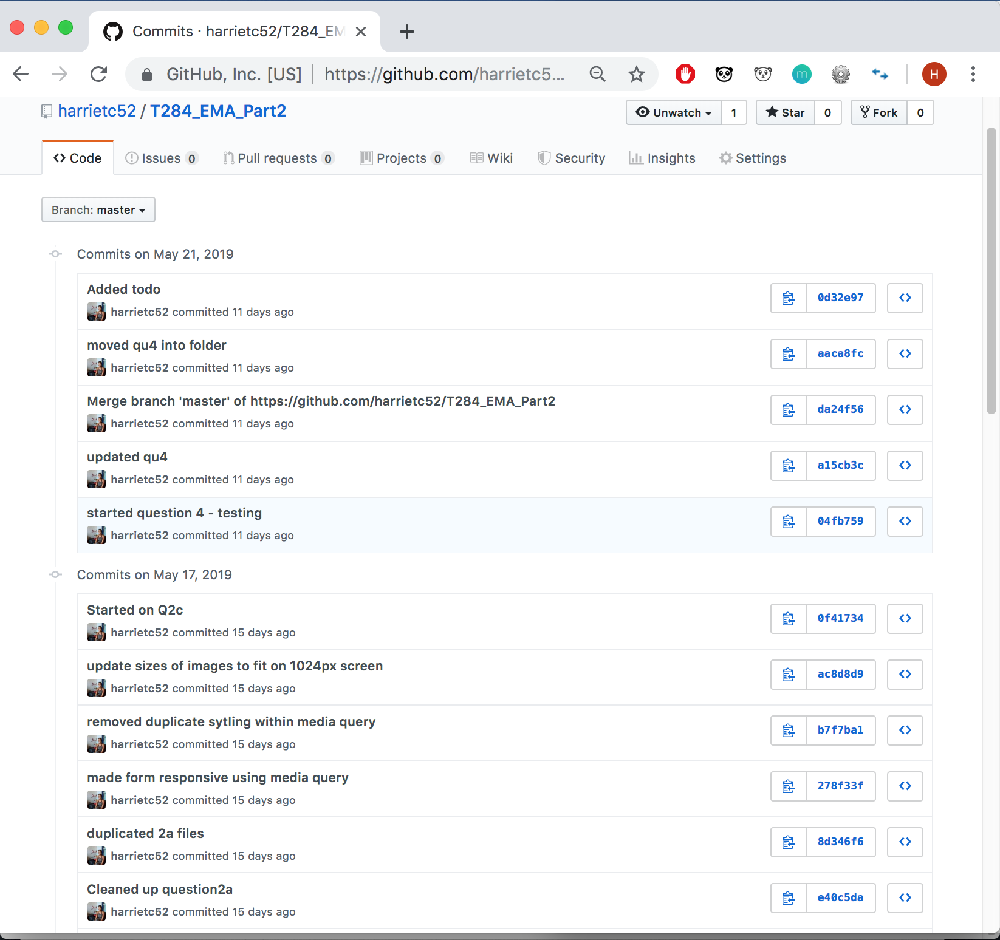 Commits · harrietc52/T284_EM
GitHub, Inc. [US] https://github.com/harrietc5...
m
H
harrietc52 / T284_EMA_Part2
Unwatch 1 Star 0 Fork 0
Code Issues 0 Pull requests 0 Projects 0 Wiki Security Insights Settings
Branch: master
Commits on May 21, 2019
Added todo
harrietc52 committed 11 days ago
0d32e97
moved qu4 into folder
harrietc52 committed 11 days ago
aaca8fc
Merge branch 'master' of https://github.com/harrietc52/T284_EMA_Part2
harrietc52 committed 11 days ago
da24f56
updated qu4
harrietc52 committed 11 days ago
a15cb3c
started question 4 - testing
harrietc52 committed 11 days ago
04fb759
Commits on May 17, 2019
Started on Q2c
harrietc52 committed 15 days ago
0f41734
update sizes of images to fit on 1024px screen
harrietc52 committed 15 days ago
ac8d8d9
removed duplicate sytling within media query
harrietc52 committed 15 days ago
b7f7ba1
made form responsive using media query
harrietc52 committed 15 days ago
278f33f
duplicated 2a files
harrietc52 committed 15 days ago
8d346f6
Cleaned up question2a
harrietc52 committed 15 days ago
e40c5da